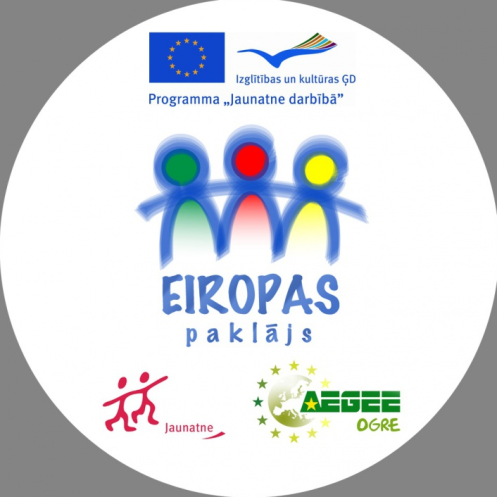 Izglītības un kultūras ĢD
Programma „Jaunatne darbībā”
EIROPAS
paklājs
Jaunatne
AEGEE
OGRE